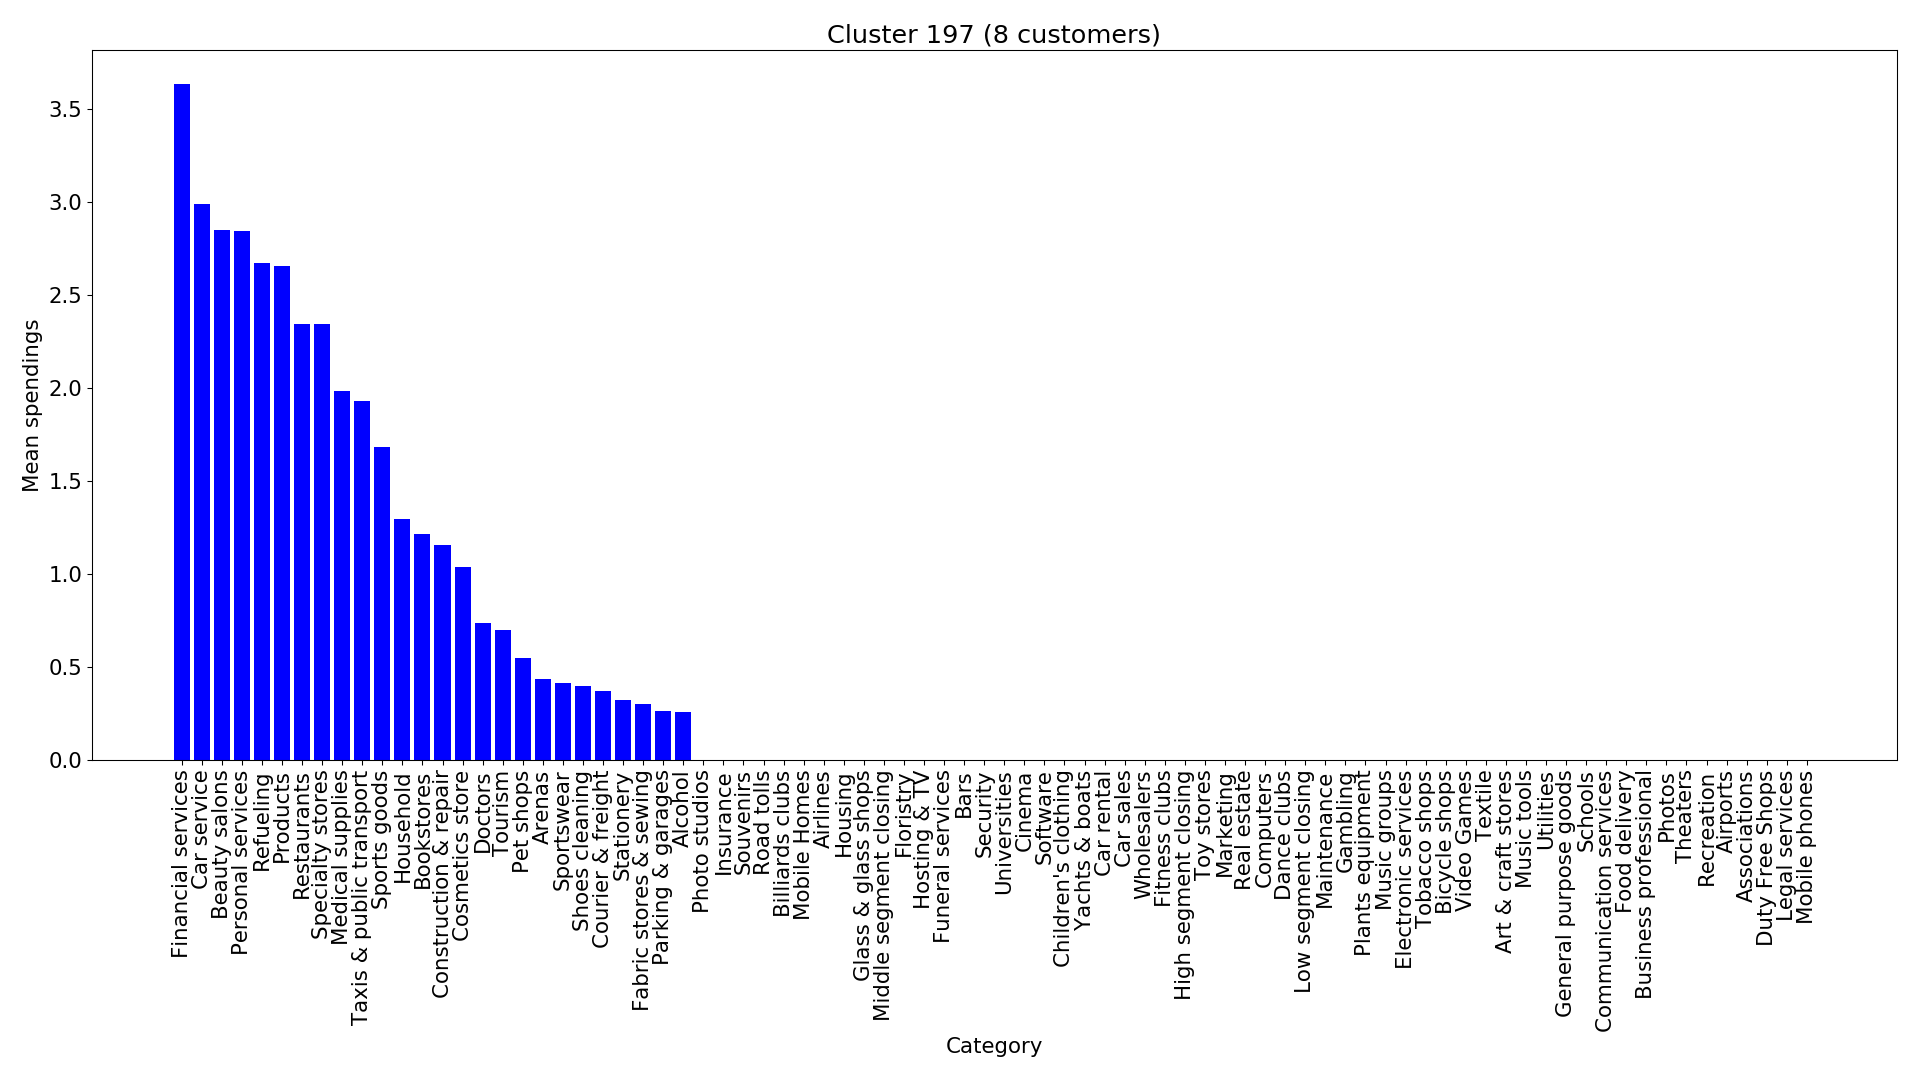 Cluster 197 (8 customers)
Mean spendings
3.5
3.0
2.5
2.0
1.5
1.0
0.5
0.0
Financial services
Car service
Beauty salons
Personal services
Refueling
Products
Restaurants
Specialty stores
Medical supplies
Taxis & public transport
Sports goods
Household
Bookstores
Construction & repair
Cosmetics store
Doctors
Tourism
Pet shops
Arenas
Sportswear
Shoes cleaning
Courier & freight
Stationery
Fabric stores & sewing
Parking & garages
Alcohol
Photo studios
Insurance
Souvenirs
Road tolls
Billiards clubs
Mobile Homes
Airlines
Housing
Glass & glass shops
Middle segment closing
Floristry
Hosting & TV
Funeral services
Bars
Security
Universities
Cinema
Software
Children's clothing
Yachts & boats
Car rental
Car sales
Wholesalers
Fitness clubs
High segment closing
Toy stores
Marketing
Real estate
Computers
Dance clubs
Low segment closing
Maintenance
Gambling
Plants equipment
Music groups
Electronic services
Tobacco shops
Bicycle shops
Video Games
Textile
Art & craft stores
Music tools
Utilities
General purpose goods
Schools
Communication services
Food delivery
Business professional
Photos
Theaters
Recreation
Airports
Associations
Duty Free Shops
Legal services
Mobile phones
Category